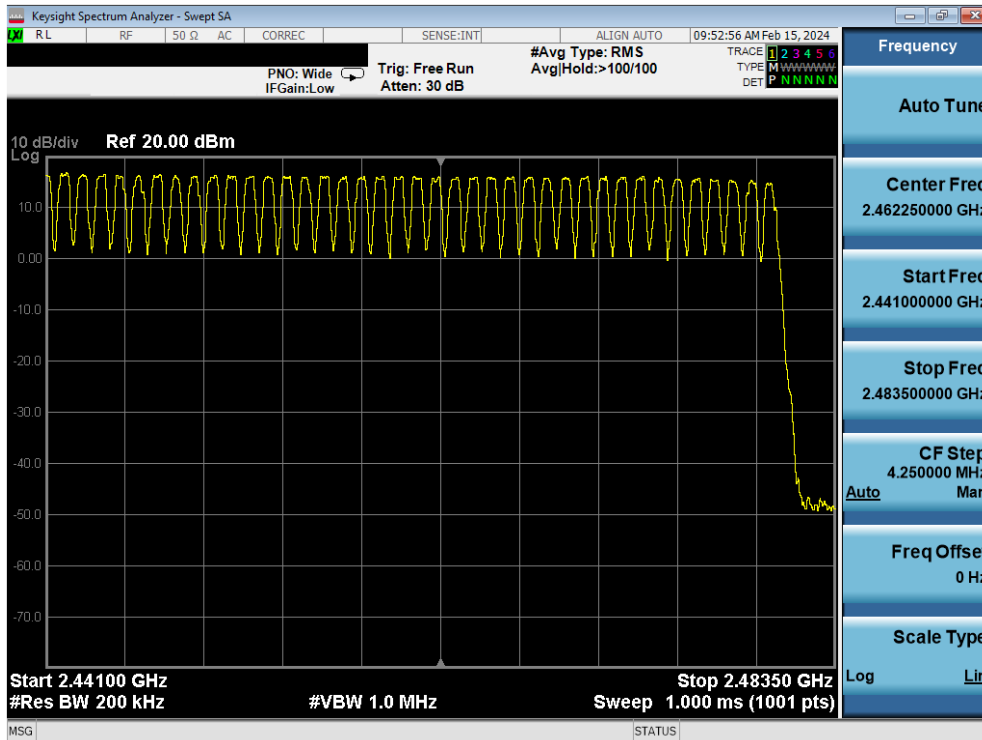 Keysight Spectrum Analyzer - Swept SA
LXI RL RF 50 Ω AC CORREC SENSE:INT ALIGN AUTO 09:52:56 AM Feb 15, 2024
PNO: Wide
IFGain:Low
Trig: Free Run
Atten: 30 dB
#Avg Type: RMS
Avg|Hold:>100/100
TRACE 1 2 3 4 5 6
TYPE M WWWWW
DET P N N N N N
10 dB/div Ref 20.00 dBm
Log
10.0
0.00
-10.0
-20.0
-30.0
-40.0
-50.0
-60.0
-70.0
Start 2.44100 GHz Stop 2.48350 GHz
#Res BW 200 kHz #VBW 1.0 MHz Sweep 1.000 ms (1001 pts)
MSG STATUS
Frequency
Auto Tune
Center Freq
2.462250000 GHz
Start Freq
2.441000000 GHz
Stop Freq
2.483500000 GHz
CF Step
4.250000 MHz
Auto Man
Freq Offset
0 Hz
Scale Type
Log Lin